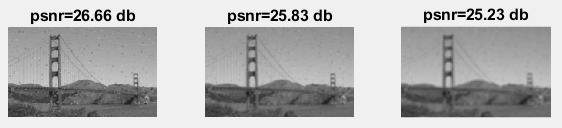 psnr=26.66 db
psnr=25.83 db
psnr=25.23 db